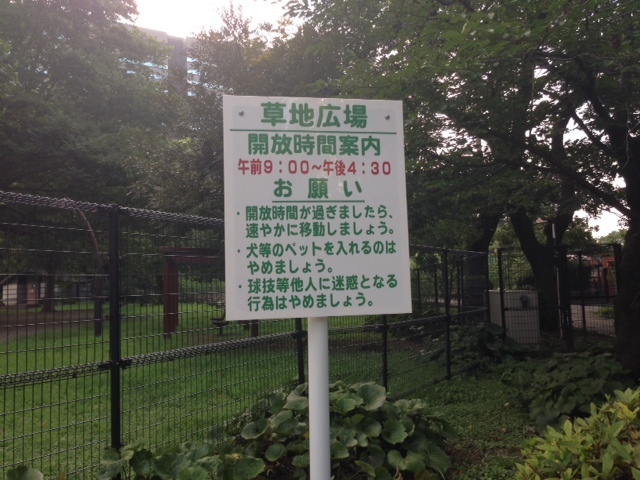 草地広場
開放時間案内
午前9:00～午後4:30
お願い
・開放時間が過ぎましたら、
速やかに移動しましょう。
・犬等のペットを入れるのは
やめましょう。
・球技等他人に迷惑となる
行為はやめましょう。